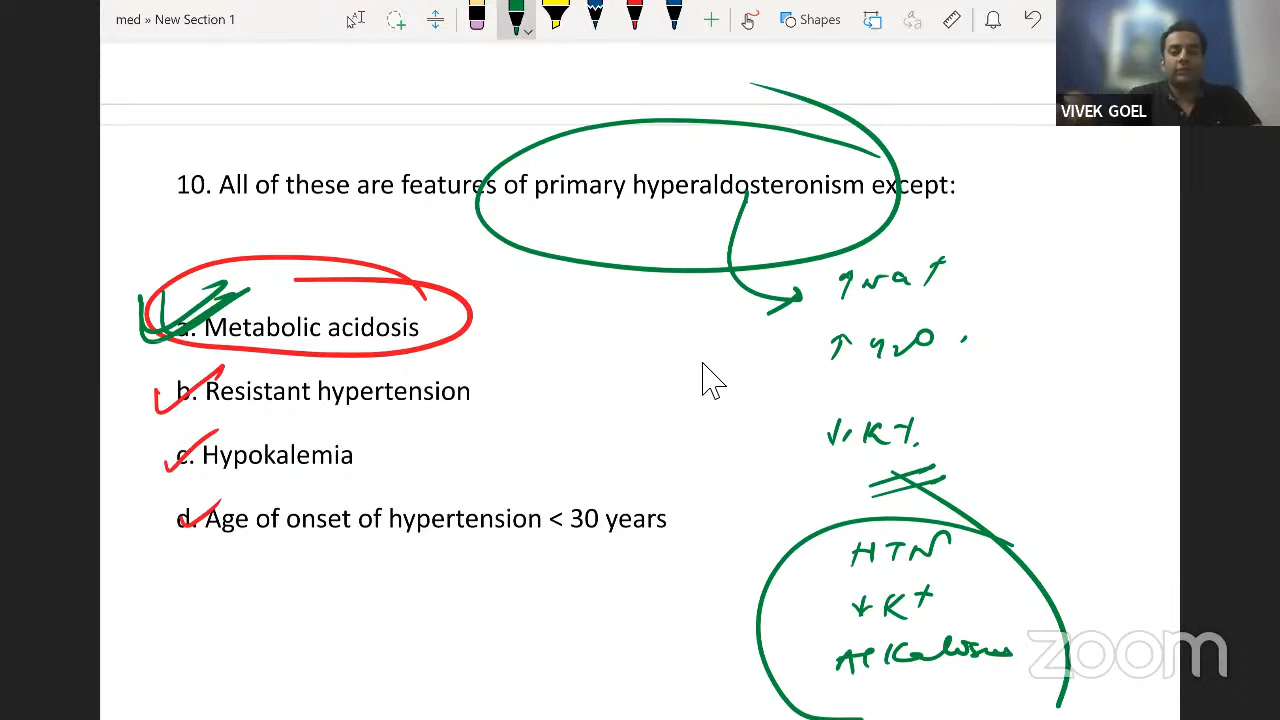 med » New Section 1
Shapes
VIVEK GOEL
10. All of these are features of primary hyperaldosteronism except:
↑Na+
a. Metabolic acidosis
↑ H2O
b. Resistant hypertension
↓ K+
c. Hypokalemia
d. Age of onset of hypertension < 30 years
HTN
↓ K+
Alkalosis
zoom